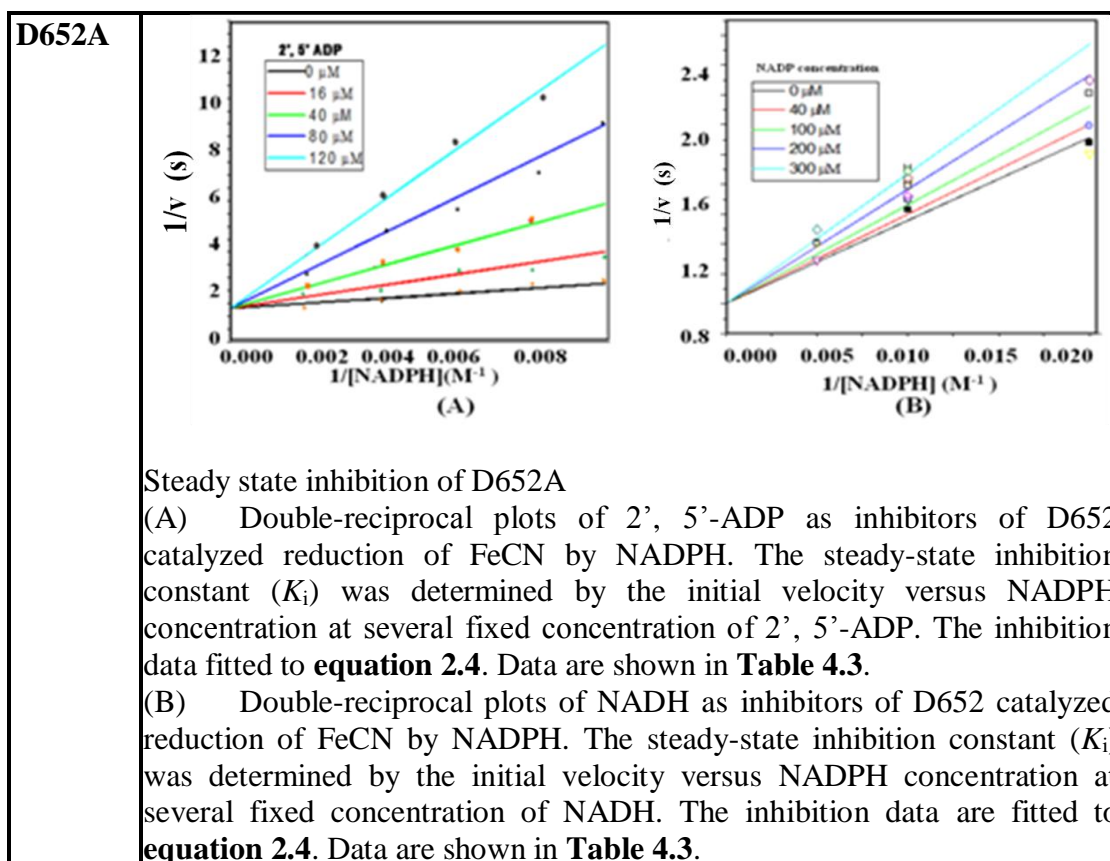 D652A
2', 5' ADP
0 µM
16 µM
40 µM
80 µM
120 µM
12
10
8
6
4
2
0
1/v (s)
0.000 0.002 0.004 0.006 0.008
1/[NADPH](M⁻¹ )
(A)
NADP concentration
0 µM
40 µM
100 µM
200 µM
300 µM
2.4
2.0
1.6
1.2
0.8
1/v (s)
0.000 0.005 0.010 0.015 0.020
1/[NADPH] (M⁻¹ )
(B)
Steady state inhibition of D652A
(A) Double-reciprocal plots of 2’, 5’-ADP as inhibitors of D652
catalyzed reduction of FeCN by NADPH. The steady-state inhibition
constant (Kᵢ) was determined by the initial velocity versus NADPH
concentration at several fixed concentration of 2’, 5’-ADP. The inhibition
data fitted to equation 2.4. Data are shown in Table 4.3.
(B) Double-reciprocal plots of NADH as inhibitors of D652 catalyzed
reduction of FeCN by NADPH. The steady-state inhibition constant (Kᵢ)
was determined by the initial velocity versus NADPH concentration at
several fixed concentration of NADH. The inhibition data are fitted to
equation 2.4. Data are shown in Table 4.3.